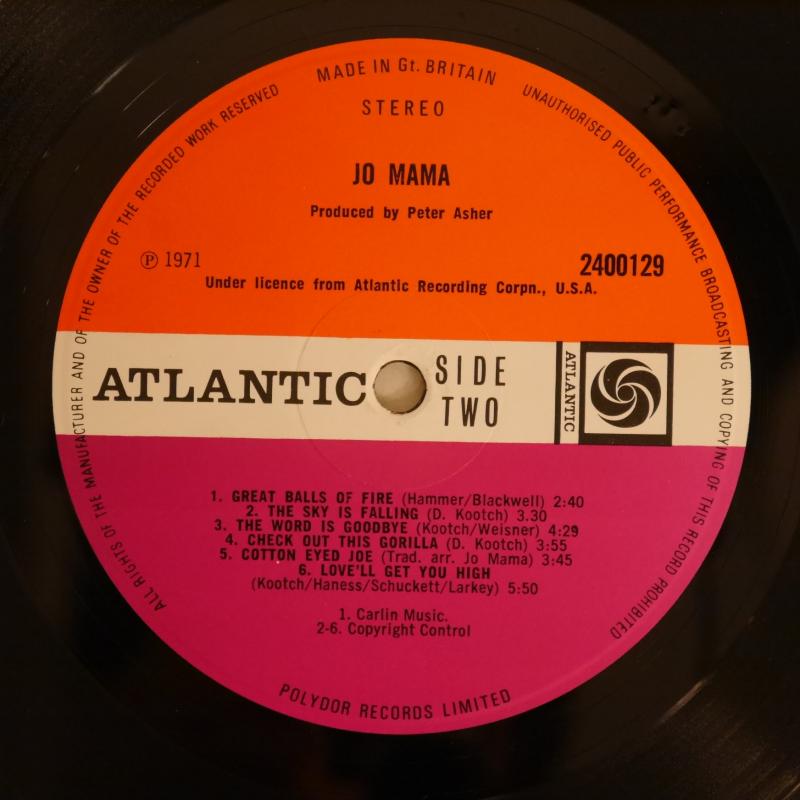 MADE IN Gt. BRITAIN
ALL RIGHTS OF THE MANUFACTURER AND OF THE OWNER OF THE RECORDED WORK RESERVED
UNAUTHORISED PUBLIC PERFORMANCE BROADCASTING AND COPYING OF THIS RECORD PROHIBITED
STEREO
JO MAMA
Produced by Peter Asher
℗ 1971
2400129
Under licence from Atlantic Recording Corpn., U.S.A.
ATLANTIC
SIDE
TWO
ATLANTIC
1. GREAT BALLS OF FIRE (Hammer/Blackwell) 2:40
2. THE SKY IS FALLING (D. Kootch) 3.30
3. THE WORD IS GOODBYE (Kootch/Weisner) 4:29
4. CHECK OUT THIS GORILLA (D. Kootch) 3:55
5. COTTON EYED JOE (Trad. arr. Jo Mama) 3:45
6. LOVE'LL GET YOU HIGH
(Kootch/Haness/Schuckett/Larkey) 5:50
1. Carlin Music.
2-6. Copyright Control
POLYDOR RECORDS LIMITED